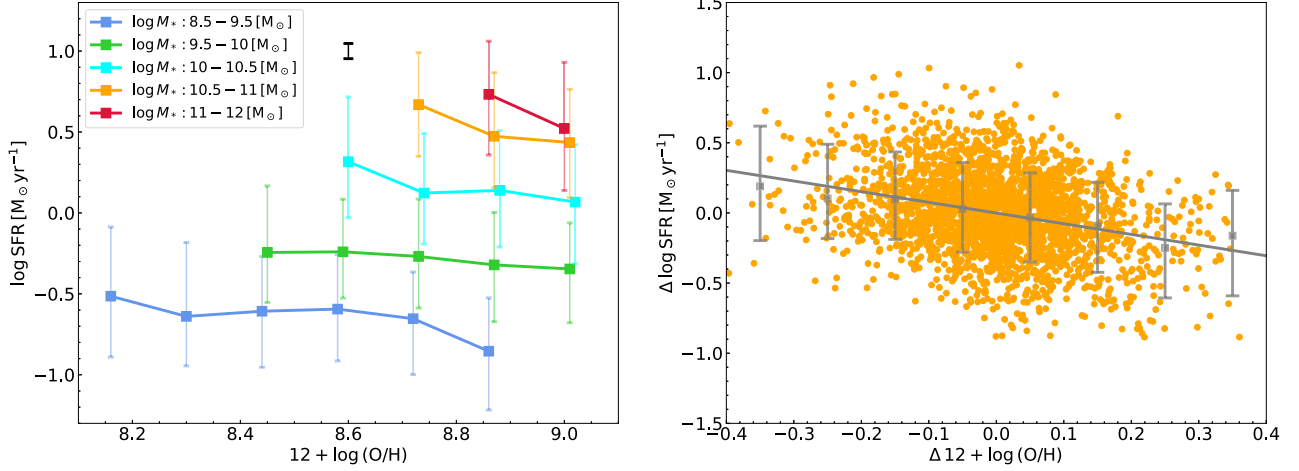 log M* : 8.5 − 9.5 [M⊙]
log M* : 9.5 − 10 [M⊙]
log M* : 10 − 10.5 [M⊙]
log M* : 10.5 − 11 [M⊙]
log M* : 11 − 12 [M⊙]
1.0
0.5
0.0
−0.5
−1.0
log SFR [M⊙ yr⁻¹]
8.2 8.4 8.6 8.8 9.0
12 + log (O/H)
1.5
1.0
0.5
0.0
−0.5
−1.0
−1.5
Δ log SFR [M⊙ yr⁻¹]
−0.4 −0.3 −0.2 −0.1 0.0 0.1 0.2 0.3 0.4
Δ 12 + log (O/H)